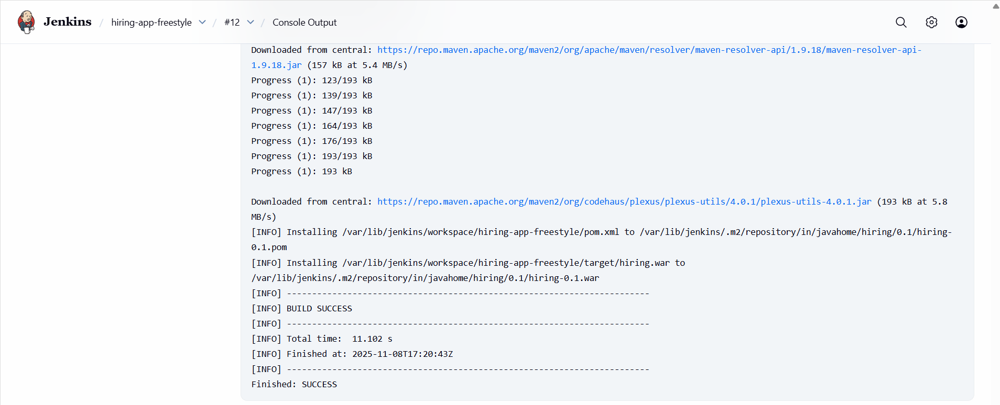 Jenkins / hiring-app-freestyle / #12 / Console Output
Downloaded from central: https://repo.maven.apache.org/maven2/org/apache/maven/resolver/maven-resolver-api/1.9.18/maven-resolver-api-
1.9.18.jar (157 kB at 5.4 MB/s)
Progress (1): 123/193 kB
Progress (1): 139/193 kB
Progress (1): 147/193 kB
Progress (1): 164/193 kB
Progress (1): 176/193 kB
Progress (1): 193/193 kB
Progress (1): 193 kB
Downloaded from central: https://repo.maven.apache.org/maven2/org/codehaus/plexus/plexus-utils/4.0.1/plexus-utils-4.0.1.jar (193 kB at 5.8
MB/s)
[INFO] Installing /var/lib/jenkins/workspace/hiring-app-freestyle/pom.xml to /var/lib/jenkins/.m2/repository/in/javahome/hiring/0.1/hiring-
0.1.pom
[INFO] Installing /var/lib/jenkins/workspace/hiring-app-freestyle/target/hiring.war to
/var/lib/jenkins/.m2/repository/in/javahome/hiring/0.1/hiring-0.1.war
[INFO] ------------------------------------------------------------------------
[INFO] BUILD SUCCESS
[INFO] ------------------------------------------------------------------------
[INFO] Total time:  11.102 s
[INFO] Finished at: 2025-11-08T17:20:43Z
[INFO] ------------------------------------------------------------------------
Finished: SUCCESS